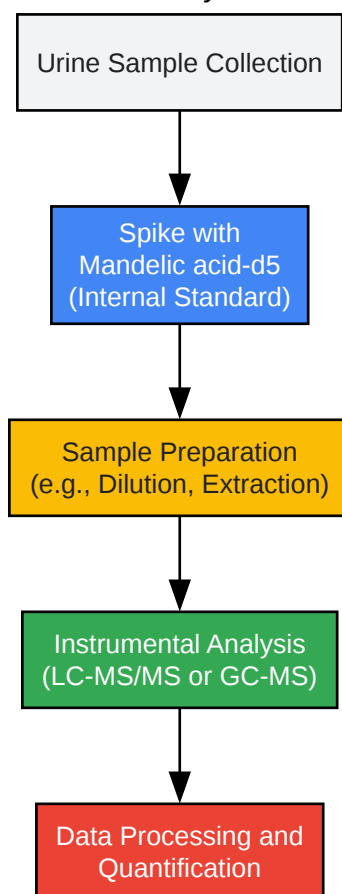 Urine Sample Collection
Spike with
Mandelic acid-d5
(Internal Standard)
Sample Preparation
(e.g., Dilution, Extraction)
Instrumental Analysis
(LC-MS/MS or GC-MS)
Data Processing and
Quantification